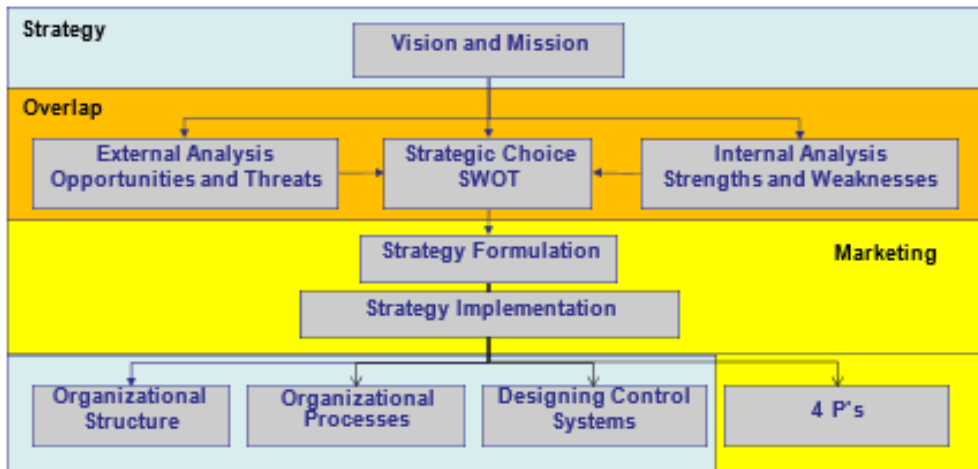 Strategy
Vision and Mission
Overlap
External Analysis
Opportunities and Threats
Strategic Choice
SWOT
Internal Analysis
Strengths and Weaknesses
Strategy Formulation
Marketing
Strategy Implementation
Organizational
Structure
Organizational
Processes
Designing Control
Systems
4 P's